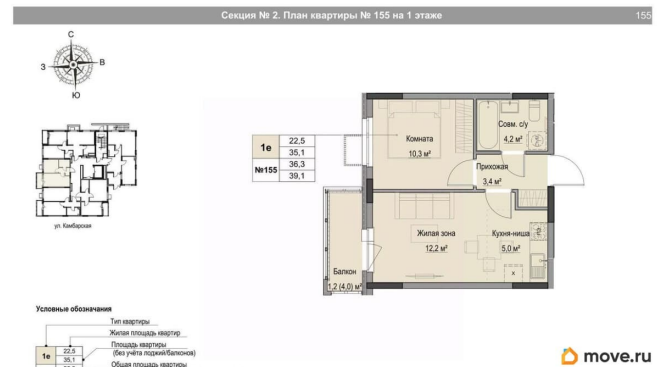 Секция № 2. План квартиры № 155 на 1 этаже
155
С
З
В
Ю
ул. Камбарская
1е
22,5
35,1
№155
36,3
39,1
Комната
10,3 м²
Совм. с/у
4,2 м²
Прихожая
3,4 м²
Жилая зона
12,2 м²
Кухня-ниша
5,0 м²
х
Балкон
1,2 (4,0) м²
Условные обозначания
Тип квартиры
Жилая площадь квартир
Площадь квартиры
(без учёта лоджий/балконов)
Общая площадь квартиры
1е
22,5
35,1
move.ru